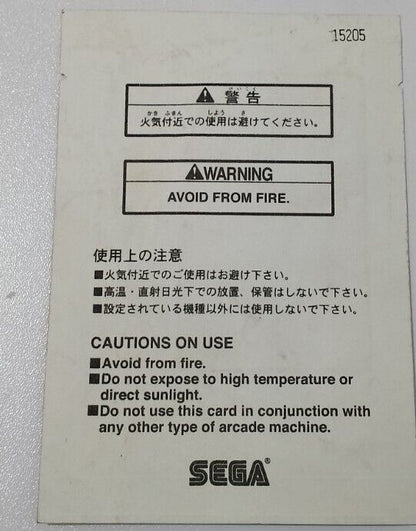 15205
⚠ 警告
火気付近での使用は避けてください。
⚠WARNING
AVOID FROM FIRE.
使用上の注意
■火気付近でのご使用はお避け下さい。
■高温・直射日光下での放置、保管はしないで下さい。
■設定されている機種以外には使用しないで下さい。
CAUTIONS ON USE
■Avoid from fire.
■Do not expose to high temperature or
direct sunlight.
■Do not use this card in conjunction with
any other type of arcade machine.
SEGA®